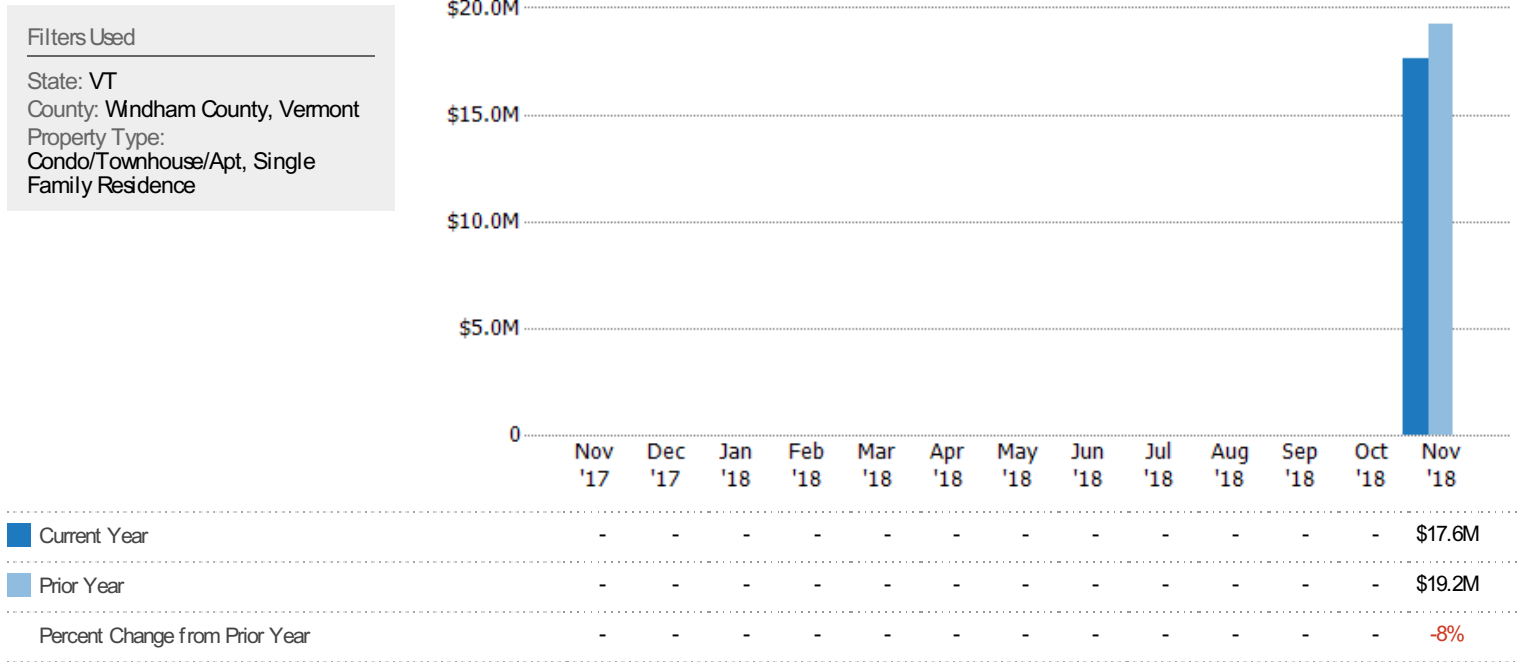 Filters Used
State: VT
County: Windham County, Vermont
Property Type:
Condo/Townhouse/Apt, Single
Family Residence
$20.0M
$15.0M
$10.0M
$5.0M
0
Nov Dec Jan Feb Mar Apr May Jun Jul Aug Sep Oct Nov
'17 '17 '18 '18 '18 '18 '18 '18 '18 '18 '18 '18 '18
Current Year - - - - - - - - - - - - $17.6M
Prior Year - - - - - - - - - - - - $19.2M
Percent Change from Prior Year - - - - - - - - - - - - -8%